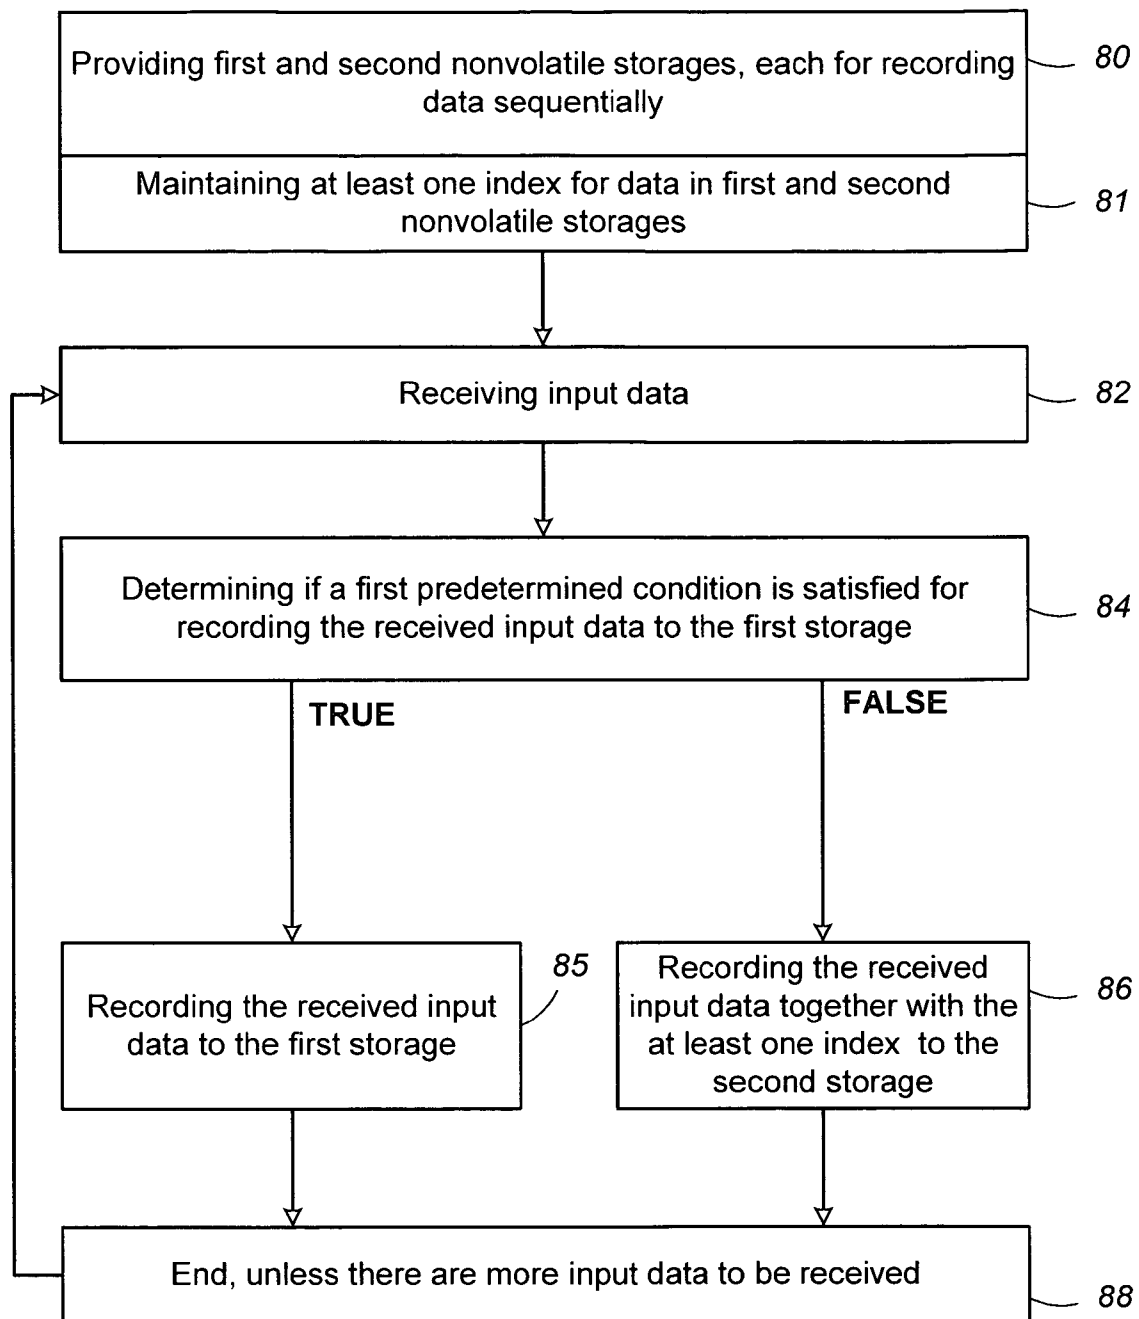 Providing first and second nonvolatile storages, each for recording
data sequentially
80
Maintaining at least one index for data in first and second
nonvolatile storages
81
Receiving input data
82
Determining if a first predetermined condition is satisfied for
recording the received input data to the first storage
84
TRUE
FALSE
Recording the received input
data to the first storage
85
Recording the received
input data together with the
at least one index to the
second storage
86
End, unless there are more input data to be received
88